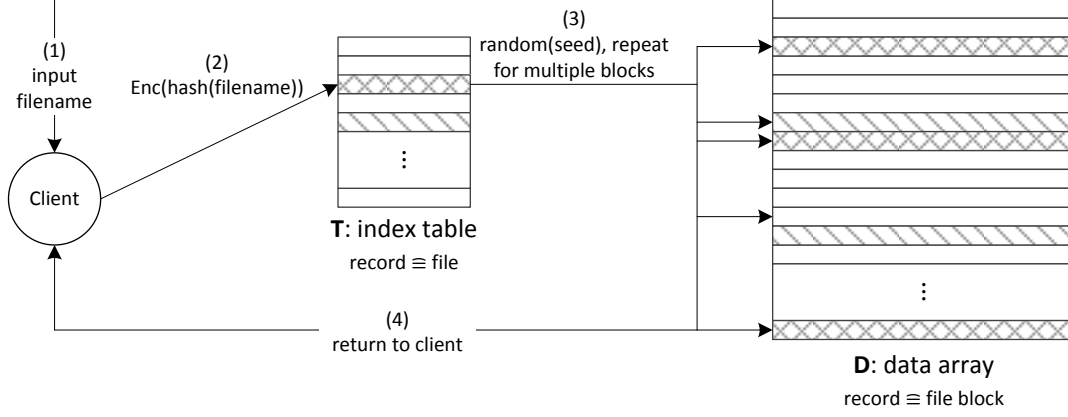 (1)
input
filename
(2)
Enc(hash(filename))
(3)
random(seed), repeat
for multiple blocks
Client
⋮
T: index table
record ≡ file
⋮
(4)
return to client
D: data array
record ≡ file block